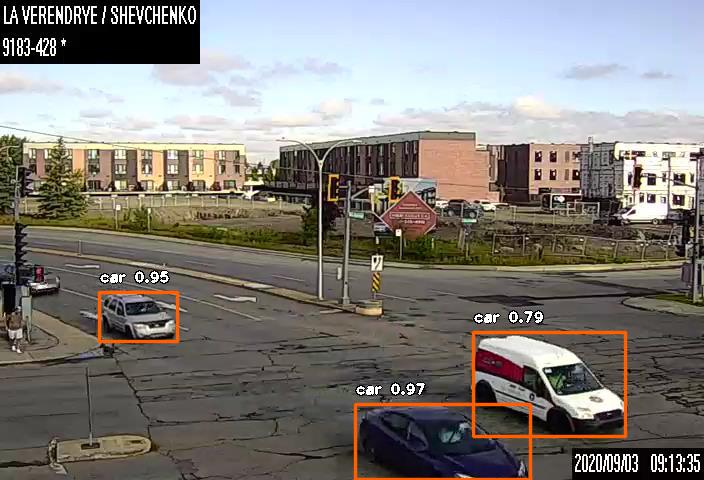 LA VERENDRYE / SHEVCHENKO
9183-428 *
car 0.95
car 0.79
car 0.97
2020/09/03 09:13:35